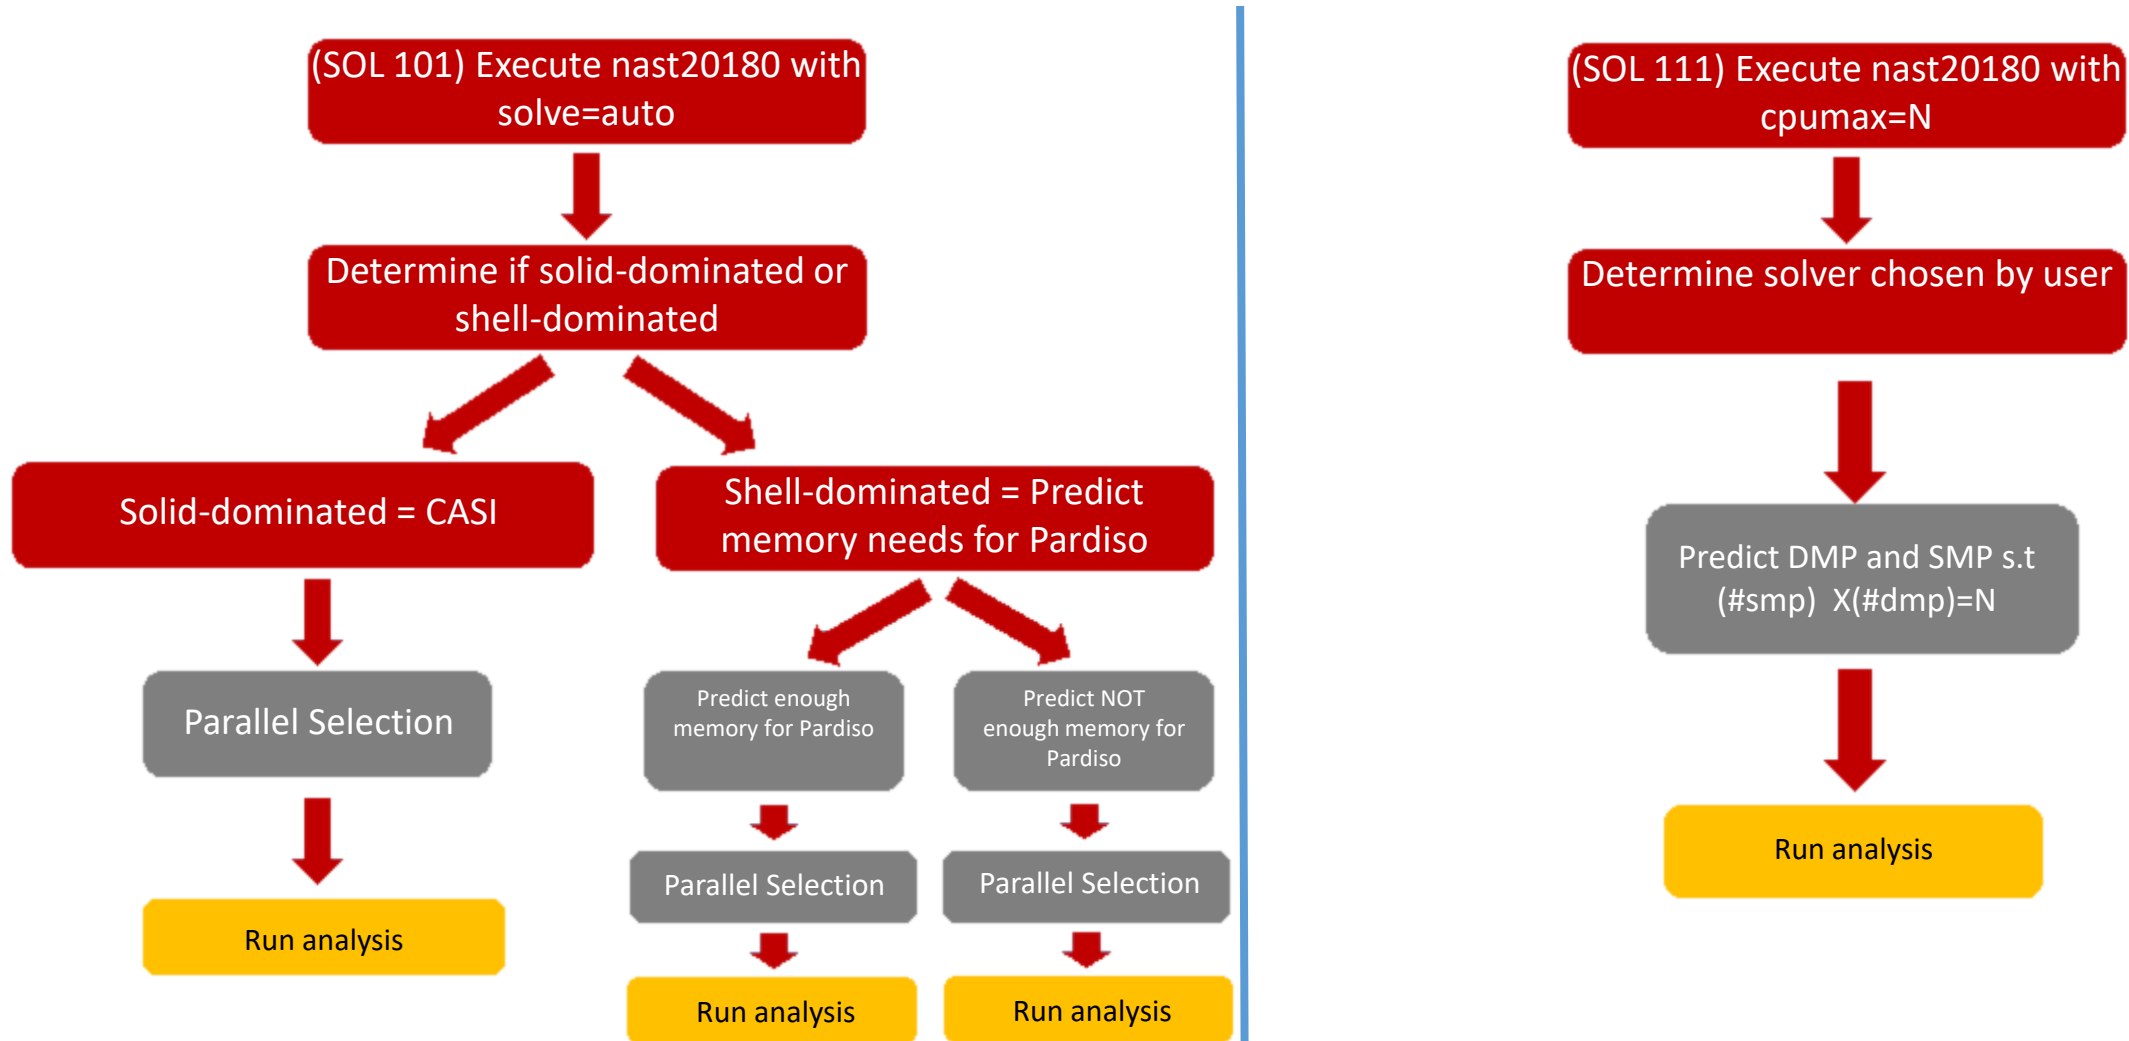 (SOL 101) Execute nast20180 with
solve=auto
Determine if solid-dominated or
shell-dominated
Solid-dominated = CASI
Shell-dominated = Predict
memory needs for Pardiso
Parallel Selection
Predict enough
memory for Pardiso
Predict NOT
enough memory for
Pardiso
Parallel Selection
Parallel Selection
Run analysis
Run analysis
Run analysis
(SOL 111) Execute nast20180 with
cpumax=N
Determine solver chosen by user
Predict DMP and SMP s.t
(#smp)  X(#dmp)=N
Run analysis